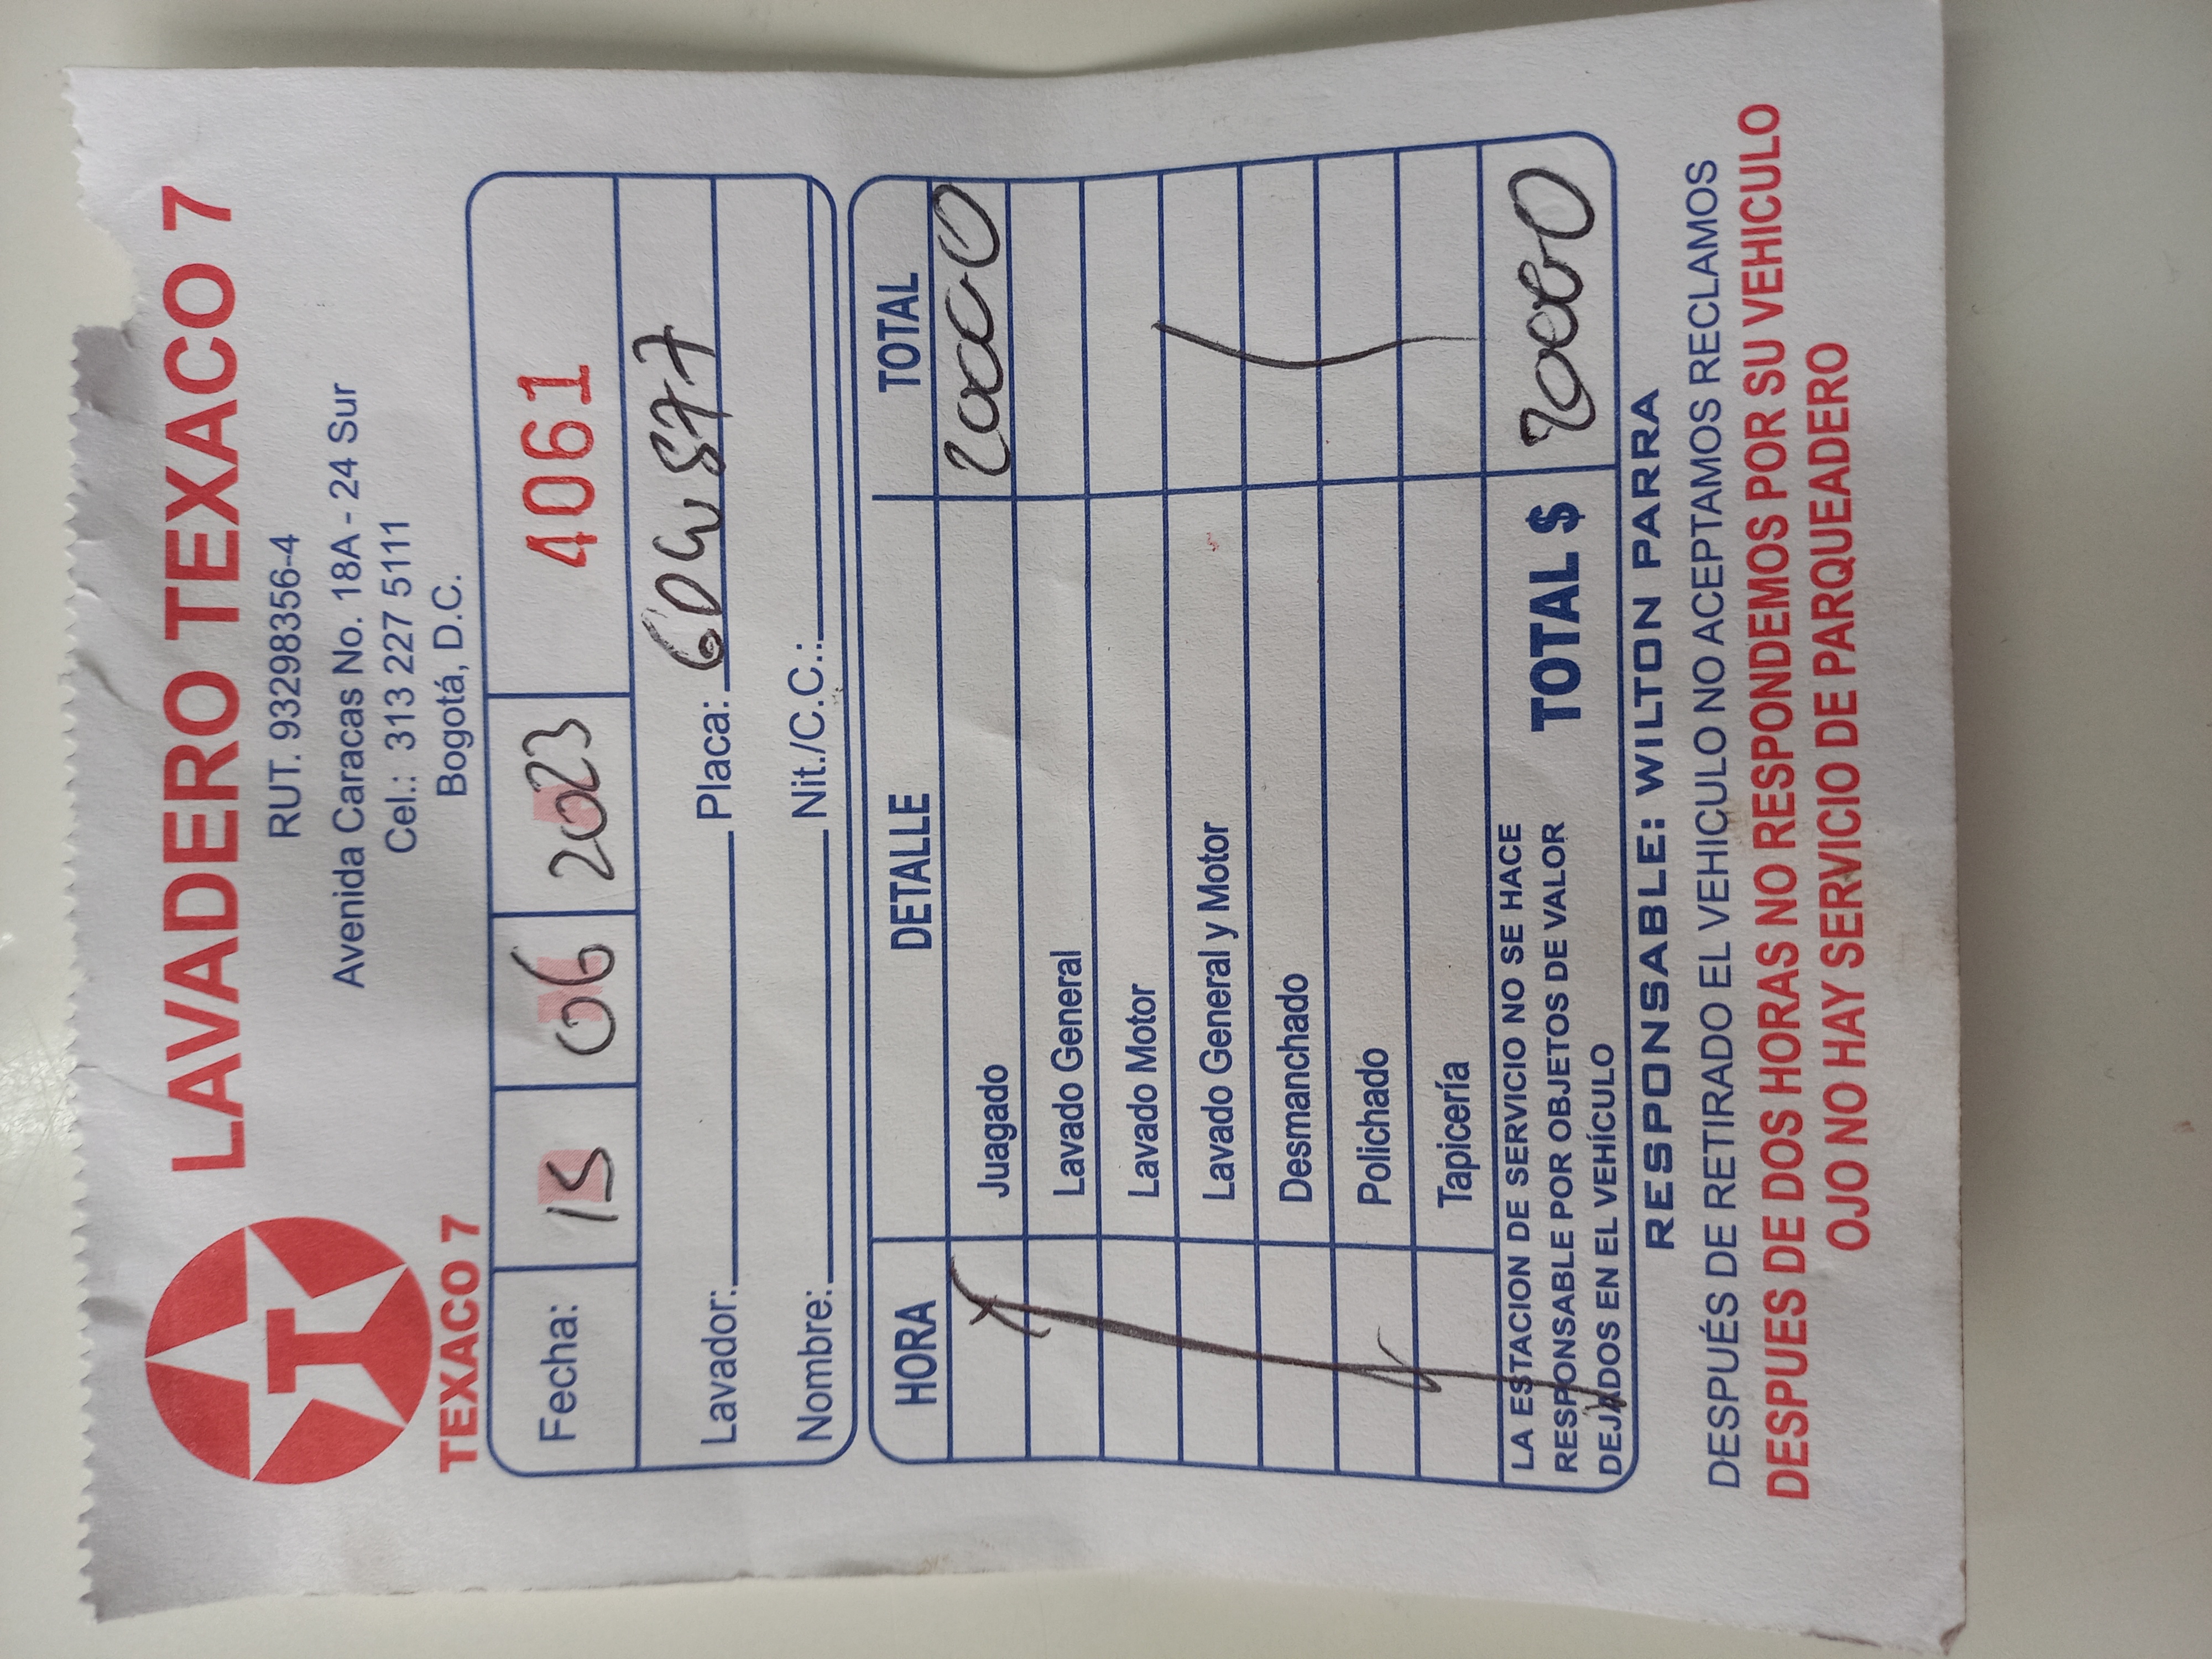 LAVADERO TEXACO 7
RUT. 93298356-4
Avenida Caracas No. 18A - 24 Sur
Cel.: 313 227 5111
Bogotá, D.C.
T
TEXACO 7
Fecha: 15 06 2023 4061
Lavador: Placa:
Nombre: Nit./C.C.:
HORA DETALLE TOTAL
Juagado 20000
Lavado General
Lavado Motor
Lavado General y Motor
Desmanchado
Polichado
Tapicería
LA ESTACION DE SERVICIO NO SE HACE
RESPONSABLE POR OBJETOS DE VALOR
DEJADOS EN EL VEHÍCULO
TOTAL $ 20000
RESPONSABLE: WILTON PARRA
DESPUÉS DE RETIRADO EL VEHICULO NO ACEPTAMOS RECLAMOS
DESPUES DE DOS HORAS NO RESPONDEMOS POR SU VEHICULO
OJO NO HAY SERVICIO DE PARQUEADERO